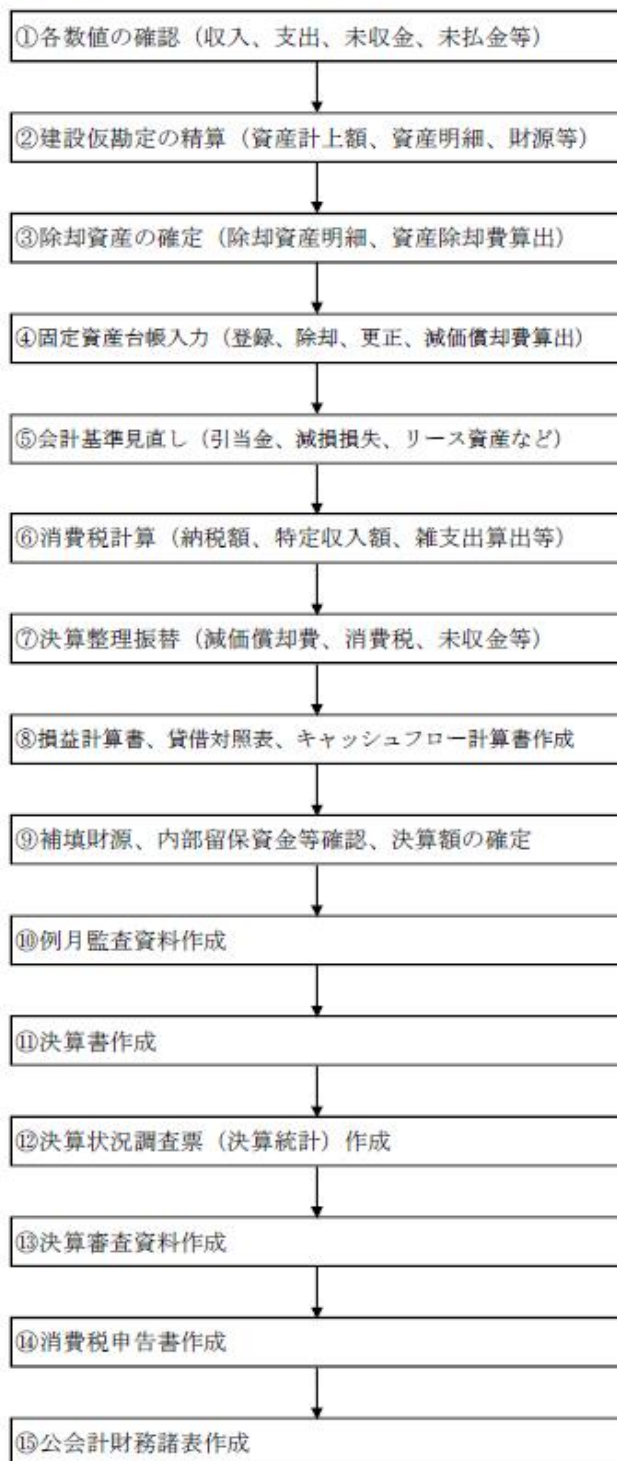 ①各数値の確認（収入、支出、未収金、未払金等）
②建設仮勘定の精算（資産計上額、資産明細、財源等）
③除却資産の確定（除却資産明細、資産除却費算出）
④固定資産台帳入力（登録、除却、更正、減価償却費算出）
⑤会計基準見直し（引当金、減損損失、リース資産など）
⑥消費税計算（納税額、特定収入額、雑支出算出等）
⑦決算整理振替（減価償却費、消費税、未収金等）
⑧損益計算書、貸借対照表、キャッシュフロー計算書作成
⑨補填財源、内部留保資金等確認、決算額の確定
⑩例月監査資料作成
⑪決算書作成
⑫決算状況調査票（決算統計）作成
⑬決算審査資料作成
⑭消費税申告書作成
⑮公会計財務諸表作成